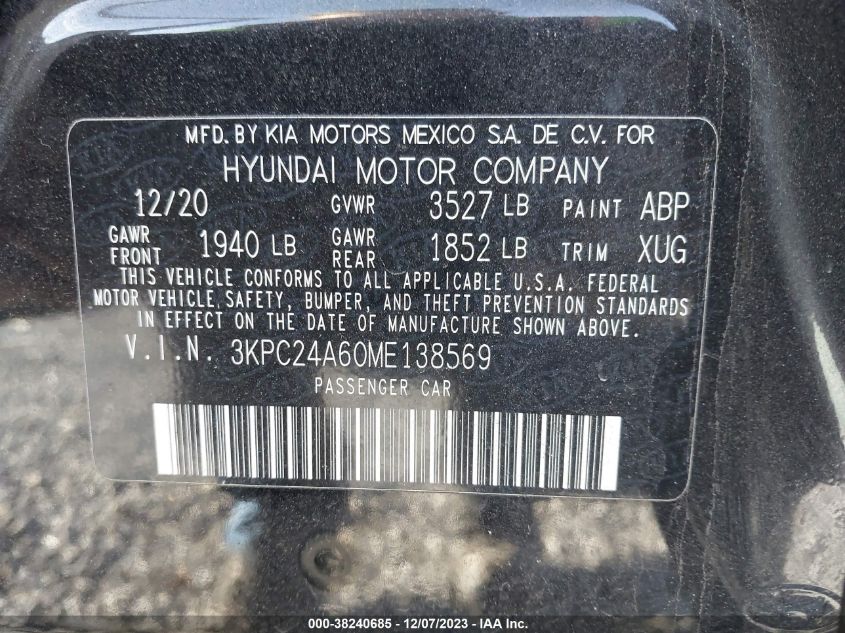 MFD. BY KIA MOTORS MEXICO S.A. DE C.V. FOR
HYUNDAI MOTOR COMPANY
12/20 GVWR 3527 LB PAINT ABP
GAWR FRONT 1940 LB GAWR REAR 1852 LB TRIM XUG
THIS VEHICLE CONFORMS TO ALL APPLICABLE U.S.A. FEDERAL
MOTOR VEHICLE SAFETY, BUMPER, AND THEFT PREVENTION STANDARDS
IN EFFECT ON THE DATE OF MANUFACTURE SHOWN ABOVE.
V.I.N. 3KPC24A60ME138569
PASSENGER CAR
000-38240685 - 12/07/2023 - IAA Inc.